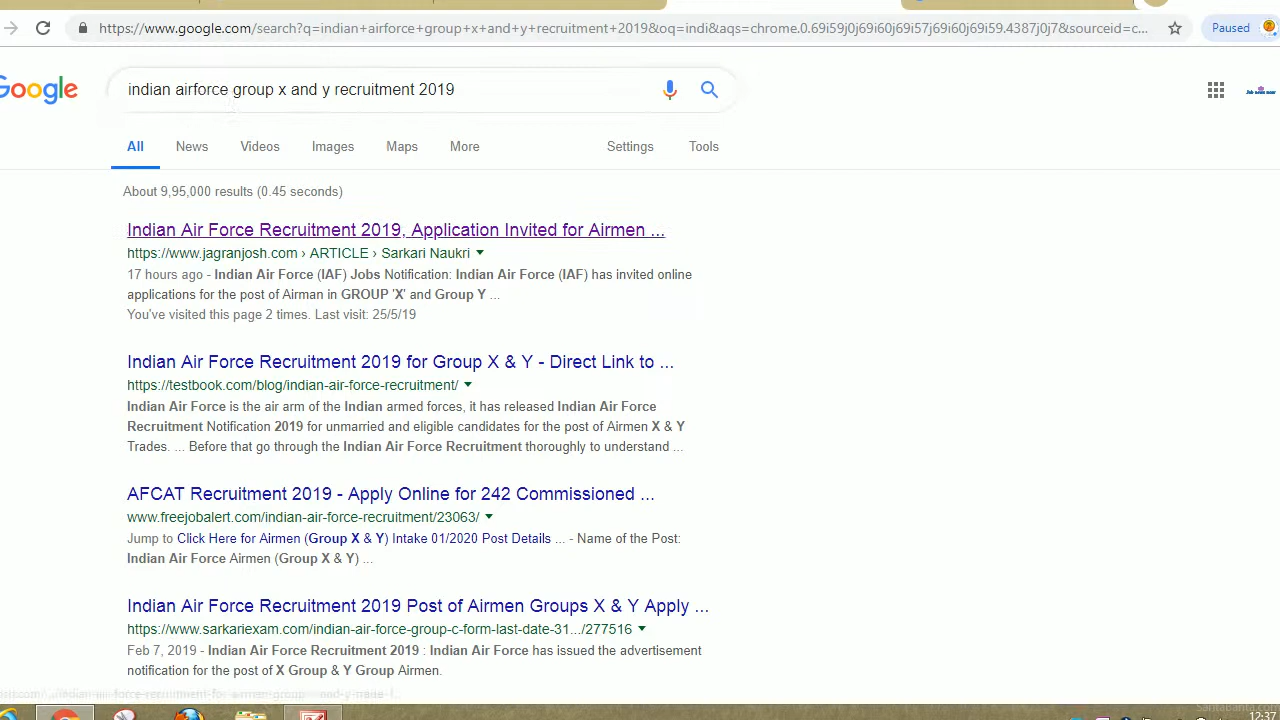 https://www.google.com/search?q=indian+airforce+group+x+and+y+recruitment+2019&oq=indi&aqs=chrome.0.69i59j0j69i60j69i57j69i60j69i59.4387j0j7&sourceid=c...
Paused
Google
indian airforce group x and y recruitment 2019
All News Videos Images Maps More Settings Tools
About 9,95,000 results (0.45 seconds)
Indian Air Force Recruitment 2019, Application Invited for Airmen ...
https://www.jagranjosh.com › ARTICLE › Sarkari Naukri
17 hours ago - Indian Air Force (IAF) Jobs Notification: Indian Air Force (IAF) has invited online
applications for the post of Airman in GROUP 'X' and Group Y ...
You've visited this page 2 times. Last visit: 25/5/19
Indian Air Force Recruitment 2019 for Group X & Y - Direct Link to ...
https://testbook.com/blog/indian-air-force-recruitment/
Indian Air Force is the air arm of the Indian armed forces, it has released Indian Air Force
Recruitment Notification 2019 for unmarried and eligible candidates for the post of Airmen X & Y
Trades. ... Before that go through the Indian Air Force Recruitment thoroughly to understand ...
AFCAT Recruitment 2019 - Apply Online for 242 Commissioned ...
www.freejobalert.com/indian-air-force-recruitment/23063/
Jump to Click Here for Airmen (Group X & Y) Intake 01/2020 Post Details ... - Name of the Post:
Indian Air Force Airmen (Group X & Y) ...
Indian Air Force Recruitment 2019 Post of Airmen Groups X & Y Apply ...
https://www.sarkariexam.com/indian-air-force-group-c-form-last-date-31.../277516
Feb 7, 2019 - Indian Air Force Recruitment 2019 : Indian Air Force has issued the advertisement
notification for the post of X Group & Y Group Airmen.
SantaBanta.com
12:37